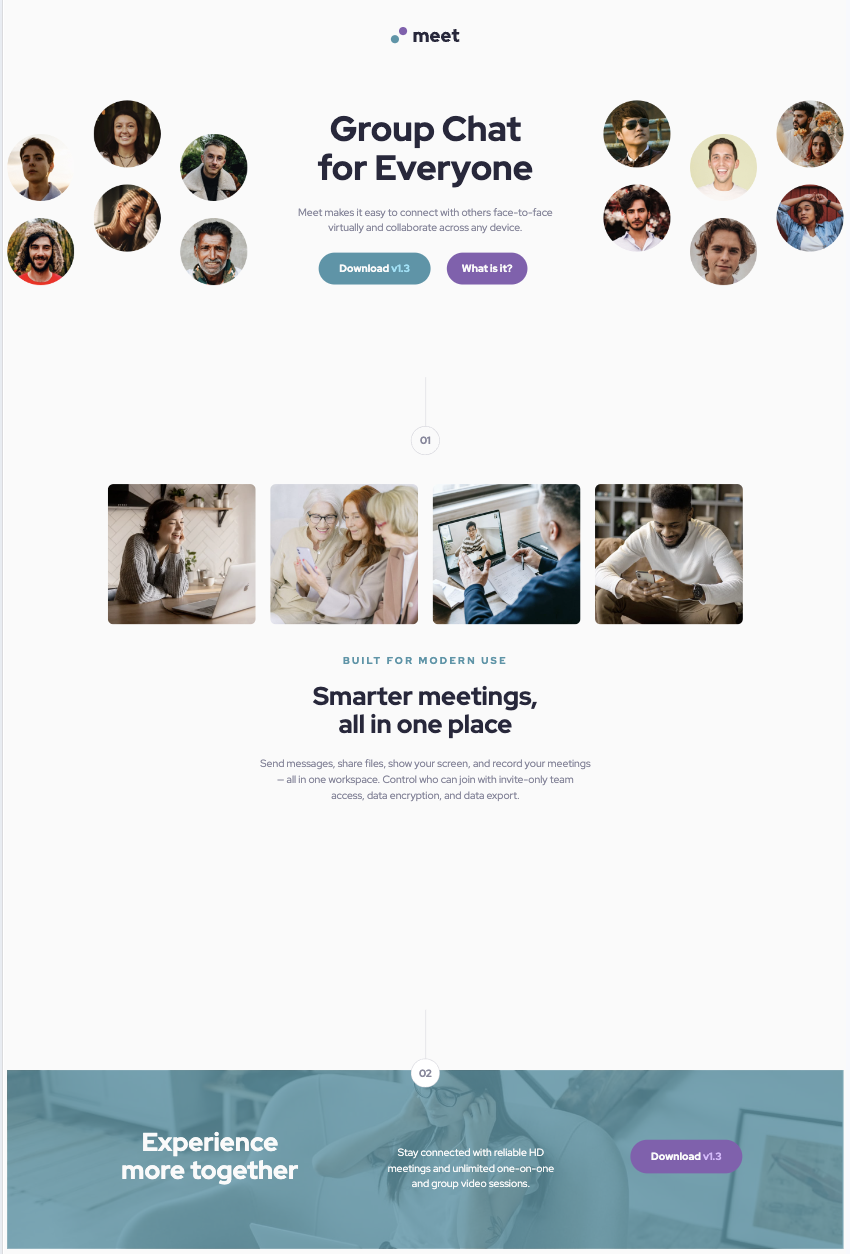 meet
Group Chat
for Everyone
Meet makes it easy to connect with others face-to-face
virtually and collaborate across any device.
Download v1.3
What is it?
01
BUILT FOR MODERN USE
Smarter meetings,
all in one place
Send messages, share files, show your screen, and record your meetings
— all in one workspace. Control who can join with invite-only team
access, data encryption, and data export.
02
Experience
more together
Stay connected with reliable HD
meetings and unlimited one-on-one
and group video sessions.
Download v1.3